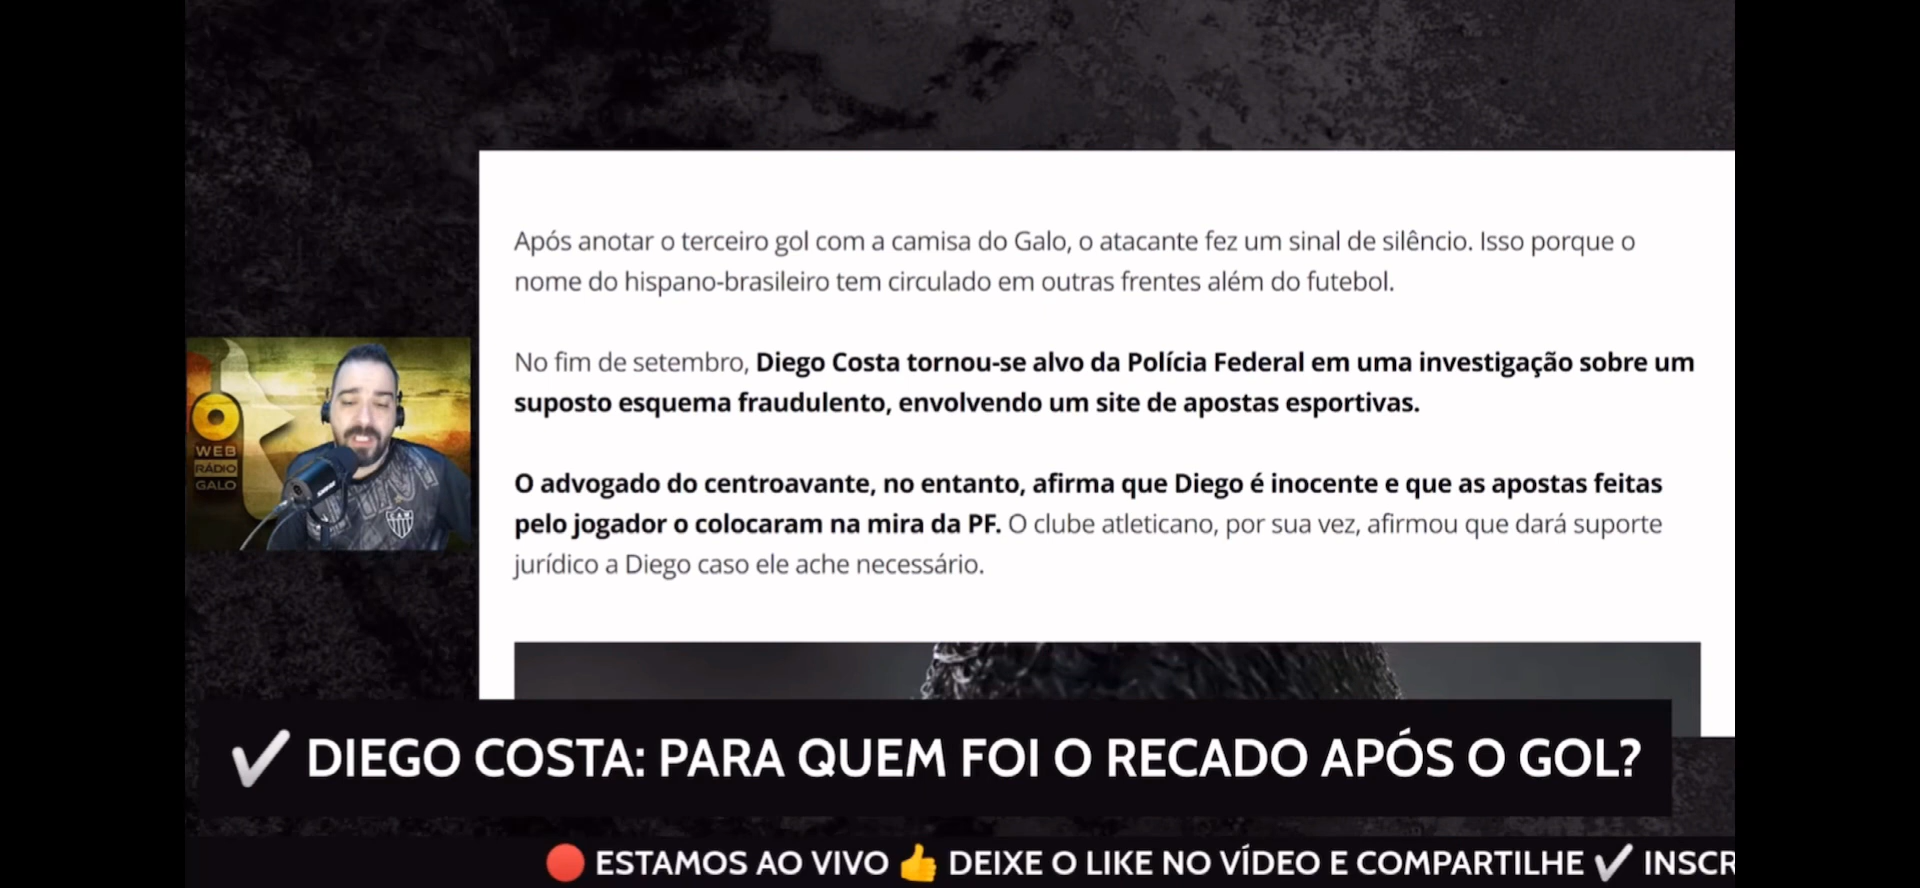 Após anotar o terceiro gol com a camisa do Galo, o atacante fez um sinal de silêncio. Isso porque o
nome do hispano-brasileiro tem circulado em outras frentes além do futebol.
No fim de setembro, Diego Costa tornou-se alvo da Polícia Federal em uma investigação sobre um
suposto esquema fraudulento, envolvendo um site de apostas esportivas.
O advogado do centroavante, no entanto, afirma que Diego é inocente e que as apostas feitas
pelo jogador o colocaram na mira da PF. O clube atleticano, por sua vez, afirmou que dará suporte
jurídico a Diego caso ele ache necessário.
WEB
RÁDIO
GALO
CAM
✔ DIEGO COSTA: PARA QUEM FOI O RECADO APÓS O GOL?
🔴 ESTAMOS AO VIVO 👍 DEIXE O LIKE NO VÍDEO E COMPARTILHE ✔ INSCR